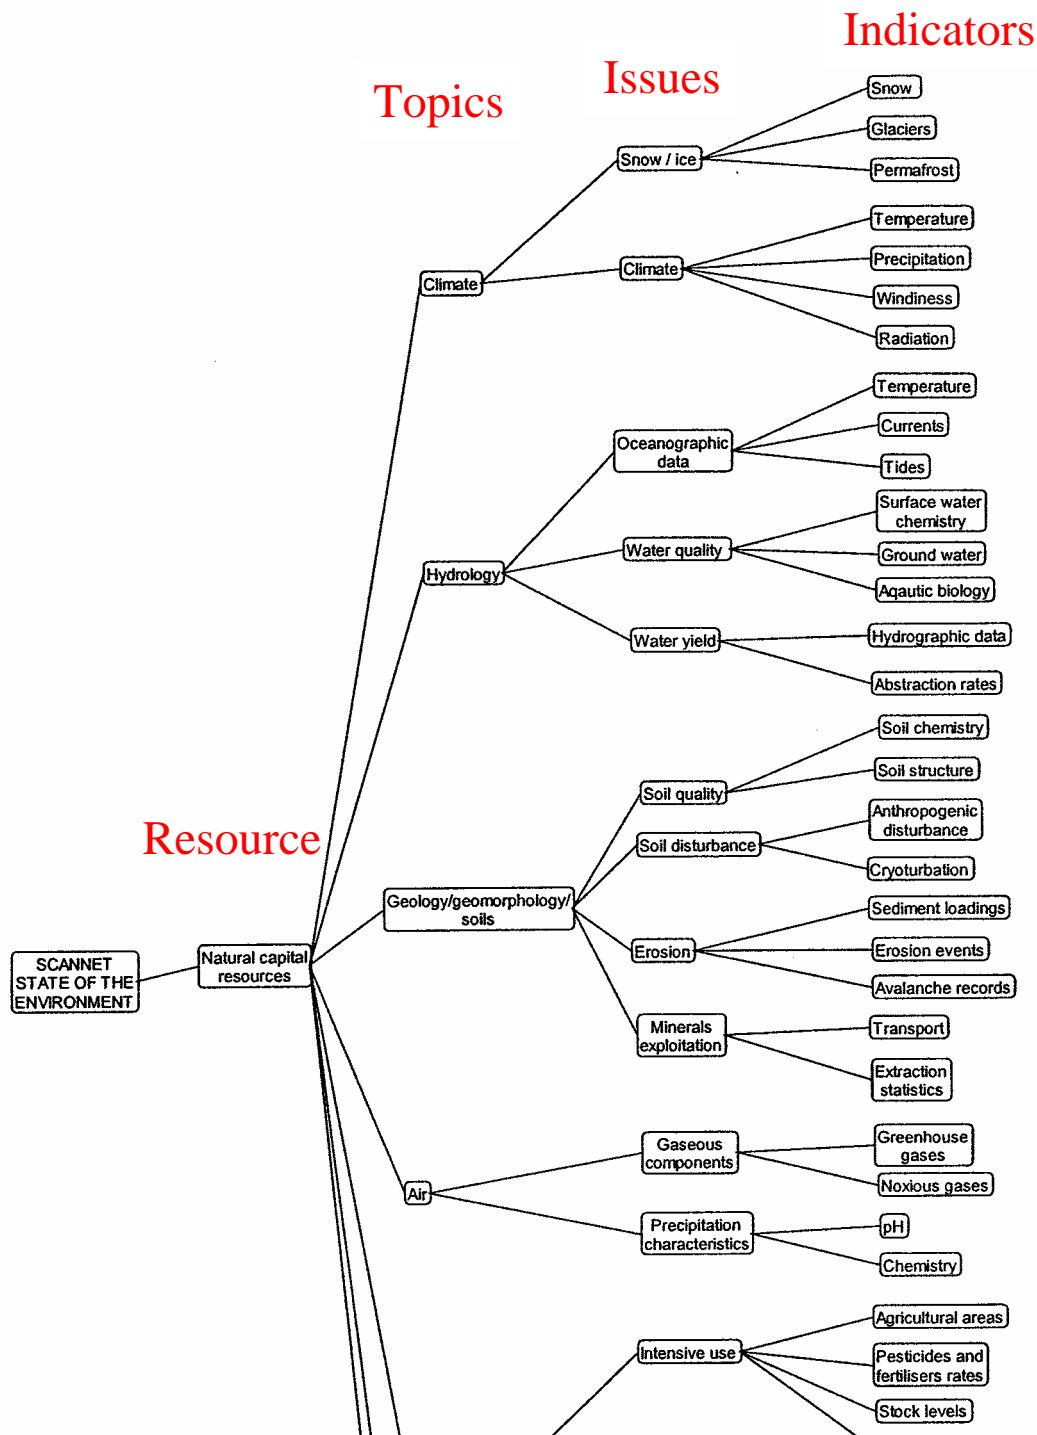 Indicators
Issues
Topics
Snow
Glaciers
Snow / ice
Permafrost
Temperature
Climate
Climate
Precipitation
Windiness
Radiation
Temperature
Oceanographic
data
Currents
Tides
Surface water
chemistry
Hydrology
Water quality
Ground water
Aqautic biology
Water yield
Hydrographic data
Abstraction rates
Soil chemistry
Soil quality
Soil structure
Resource
Soil disturbance
Anthropogenic
disturbance
Cryoturbation
Geology/geomorphology/
soils
Sediment loadings
Erosion
Erosion events
Avalanche records
SCANNET
STATE OF THE
ENVIRONMENT
Natural capital
resources
Minerals
exploitation
Transport
Extraction
statistics
Gaseous
components
Greenhouse
gases
Noxious gases
Air
Precipitation
characteristics
pH
Chemistry
Agricultural areas
Intensive use
Pesticides and
fertilisers rates
Stock levels